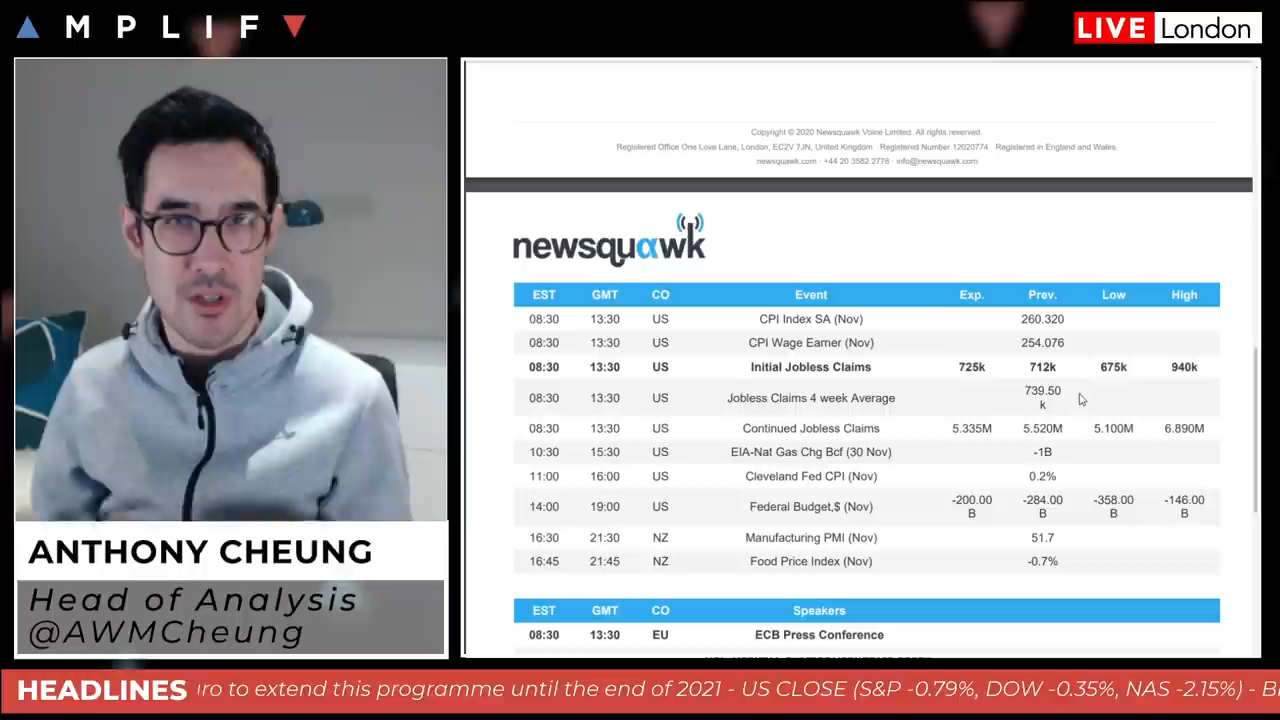 AMPLIFY
LIVE London
Copyright © 2020 Newsquawk Voice Limited. All rights reserved.
Registered Office One Love Lane, London, EC2V 7JN, United Kingdom Registered Number 12020774 Registered in England and Wales.
newsquawk.com · +44 20 3582 2778 · info@newsquawk.com
newsquawk
EST GMT CO Event Exp. Prev. Low High
08:30 13:30 US CPI Index SA (Nov) 260.320
08:30 13:30 US CPI Wage Earner (Nov) 254.076
08:30 13:30 US Initial Jobless Claims 725k 712k 675k 940k
08:30 13:30 US Jobless Claims 4 week Average 739.50k
08:30 13:30 US Continued Jobless Claims 5.335M 5.520M 5.100M 6.890M
10:30 15:30 US EIA-Nat Gas Chg Bcf (30 Nov) -1B
11:00 16:00 US Cleveland Fed CPI (Nov) 0.2%
14:00 19:00 US Federal Budget,$ (Nov) -200.00B -284.00B -358.00B -146.00B
16:30 21:30 NZ Manufacturing PMI (Nov) 51.7
16:45 21:45 NZ Food Price Index (Nov) -0.7%
EST GMT CO Speakers
08:30 13:30 EU ECB Press Conference
ANTHONY CHEUNG
Head of Analysis
@AWMCheung
HEADLINES uro to extend this programme until the end of 2021 - US CLOSE (S&P -0.79%, DOW -0.35%, NAS -2.15%) - B